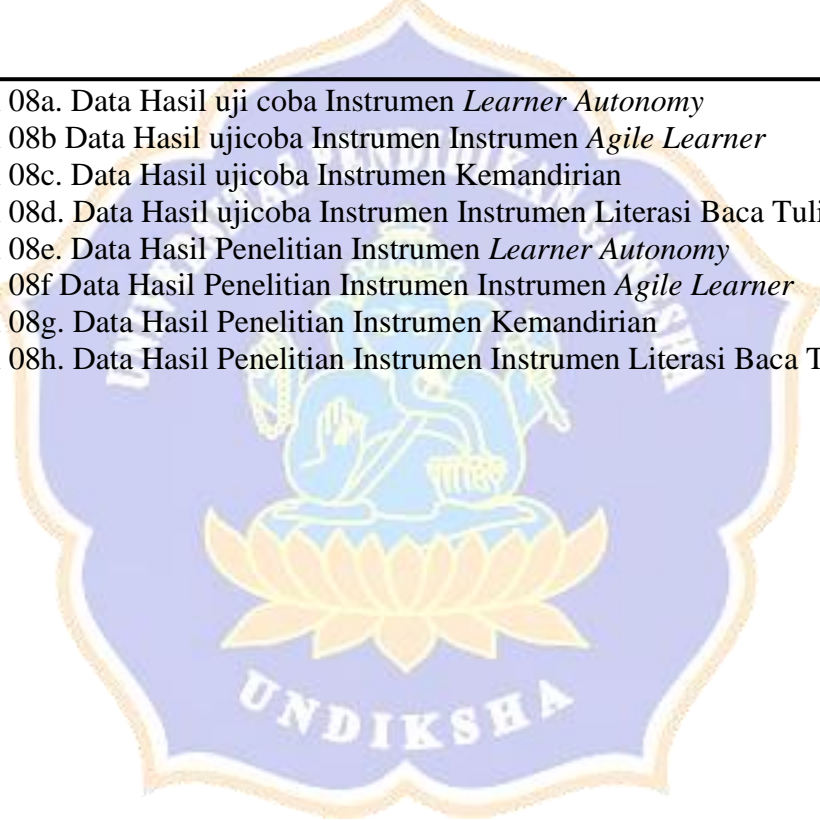 08a. Data Hasil uji coba Instrumen Learner Autonomy
08b Data Hasil ujicoba Instrumen Instrumen Agile Learner
08c. Data Hasil ujicoba Instrumen Kemandirian
08d. Data Hasil ujicoba Instrumen Instrumen Literasi Baca Tuli
08e. Data Hasil Penelitian Instrumen Learner Autonomy
08f Data Hasil Penelitian Instrumen Instrumen Agile Learner
08g. Data Hasil Penelitian Instrumen Kemandirian
08h. Data Hasil Penelitian Instrumen Instrumen Literasi Baca T
UNIVERSITAS PENDIDIKAN GANESHA
UNDIKSHA